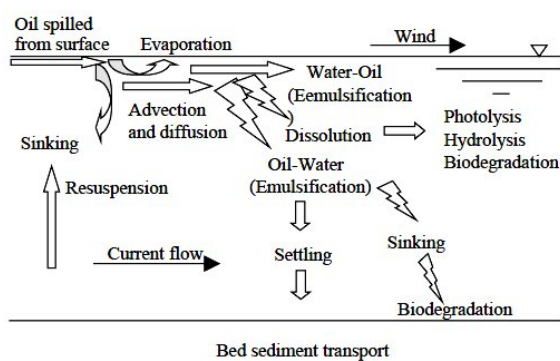 Oil spilled
from surface
Evaporation
Wind
Water-Oil
(Eemulsification
Advection
and diffusion
Dissolution
Photolysis
Hydrolysis
Biodegradation
Sinking
Oil-Water
(Emulsification)
Resuspension
Current flow
Settling
Sinking
Biodegradation
Bed sediment transport